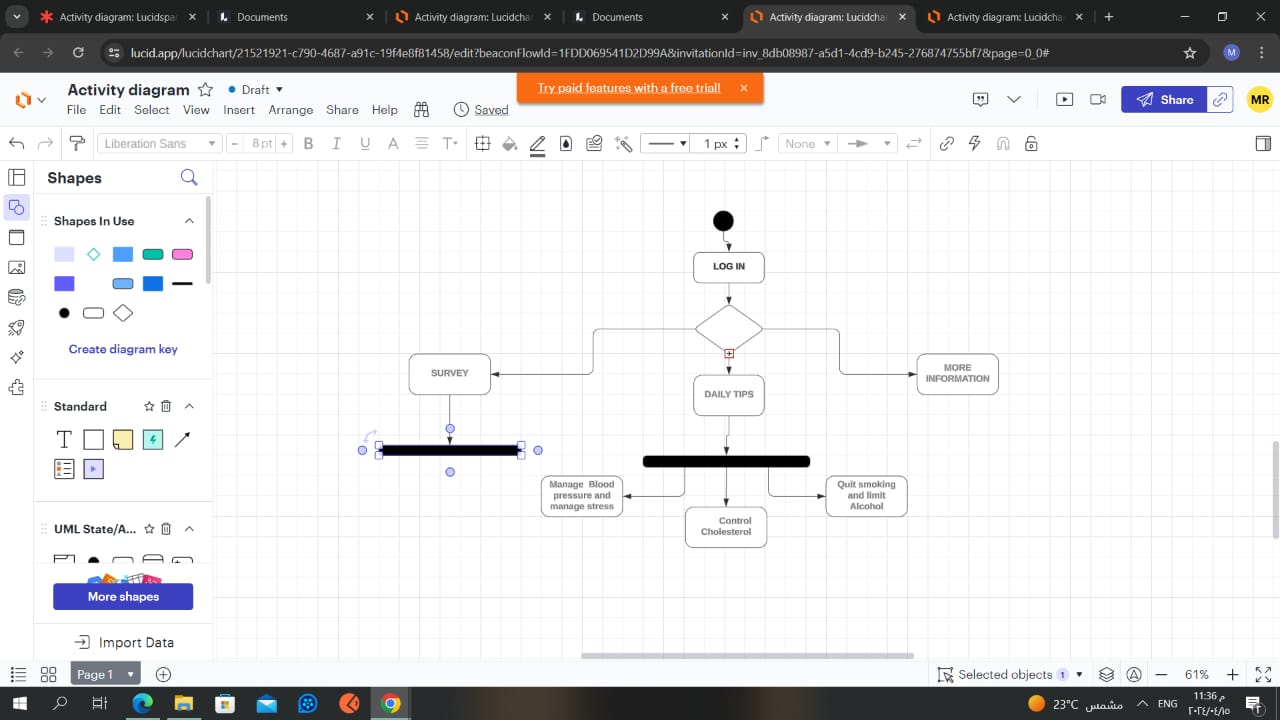 Activity diagram: Lucidspa
Documents
Activity diagram: Lucidcha
Documents
Activity diagram: Lucidcha
Activity diagram: Lucidcha
lucid.app/lucidchart/21521921-c790-4687-a91c-19f4e8f81458/edit?beaconFlowId=1FDD069541D2D99A&invitationId=inv_8db08987-a5d1-4cd9-b245-276874755bf7&page=0_0#
M
Activity diagram
Draft
Try paid features with a free trial!
File Edit Select View Insert Arrange Share Help
Saved
Share
MR
Liberation Sans
8 pt
B I U A T
1 px
None
Shapes
Shapes In Use
Create diagram key
Standard
T
UML State/A...
More shapes
Import Data
LOG IN
SURVEY
DAILY TIPS
MORE
INFORMATION
Manage Blood
pressure and
manage stress
Control
Cholesterol
Quit smoking
and limit
Alcohol
Page 1
Selected objects 1
61%
23°C مشمس
ENG
11:36 م
٢٠٢٤/٠٤/١٥